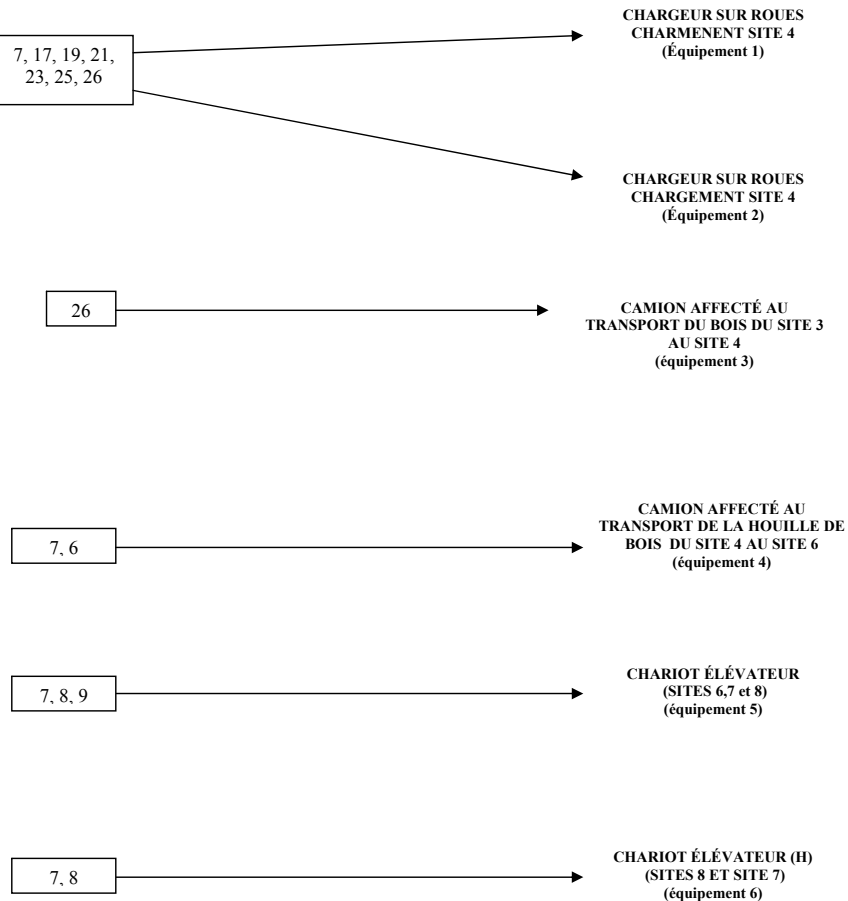 7, 17, 19, 21,
23, 25, 26
CHARGEUR SUR ROUES
CHARMENENT SITE 4
(Équipement 1)
CHARGEUR SUR ROUES
CHARGEMENT SITE 4
(Équipement 2)
26
CAMION AFFECTÉ AU
TRANSPORT DU BOIS DU SITE 3
AU SITE 4
(équipement 3)
7, 6
CAMION AFFECTÉ AU
TRANSPORT DE LA HOUILLE DE
BOIS DU SITE 4 AU SITE 6
(équipement 4)
7, 8, 9
CHARIOT ÉLÉVATEUR
(SITES 6,7 et 8)
(équipement 5)
7, 8
CHARIOT ÉLÉVATEUR (H)
(SITES 8 ET SITE 7)
(équipement 6)